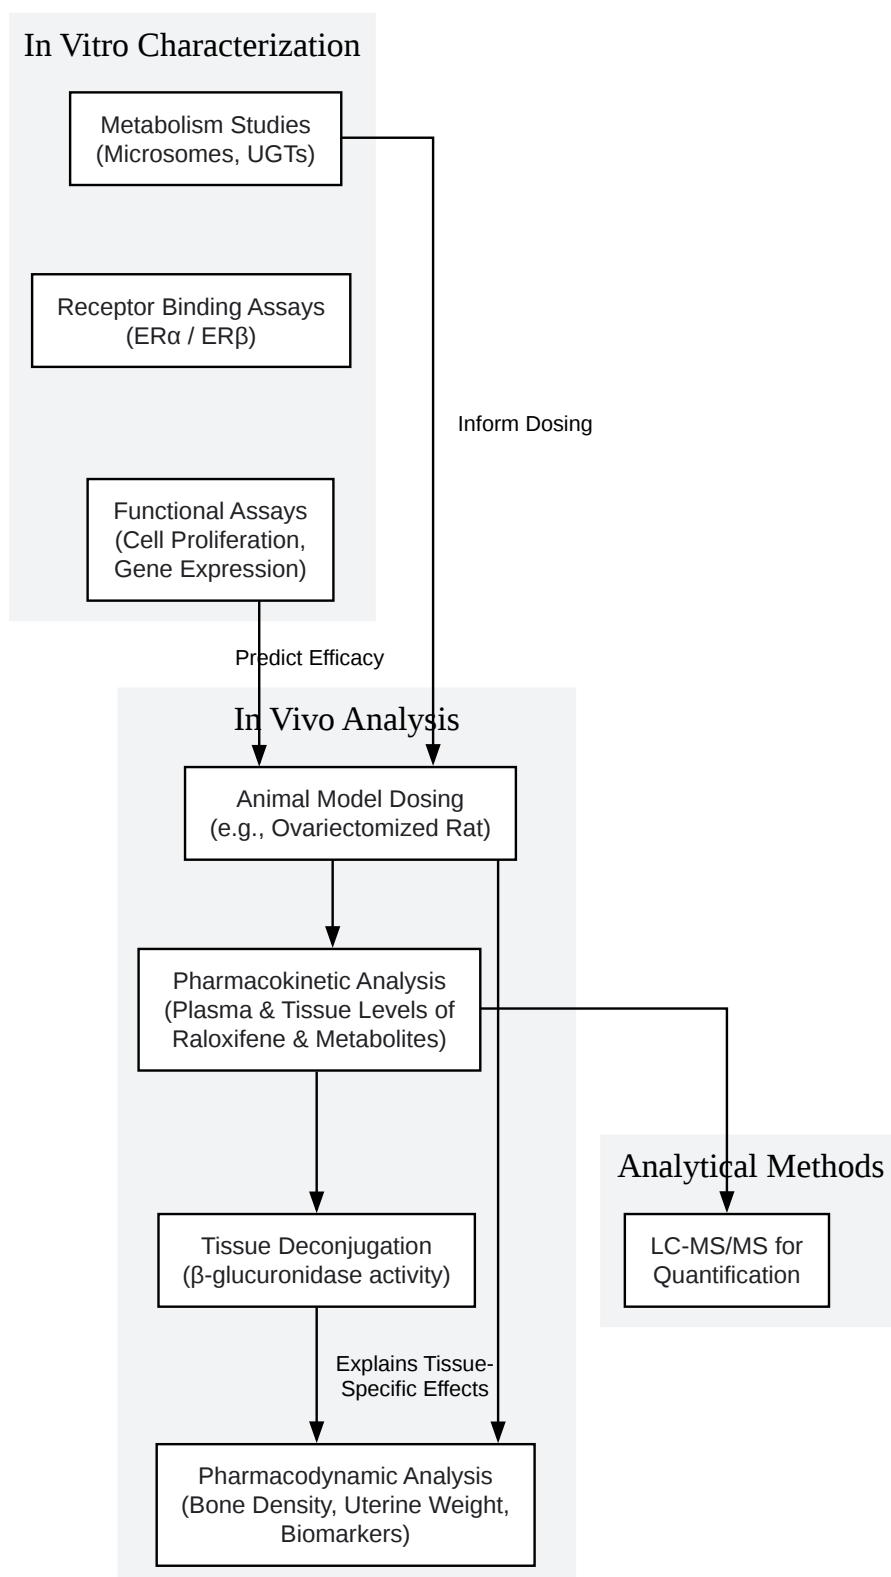 In Vitro Characterization
Metabolism Studies
(Microsomes, UGTs)
Receptor Binding Assays
(ERα / ERβ)
Inform Dosing
Functional Assays
(Cell Proliferation,
Gene Expression)
Predict Efficacy
In Vivo Analysis
Animal Model Dosing
(e.g., Ovariectomized Rat)
Pharmacokinetic Analysis
(Plasma & Tissue Levels of
Raloxifene & Metabolites)
Analytical Methods
Tissue Deconjugation
(β-glucuronidase activity)
LC-MS/MS for
Quantification
Explains Tissue-
Specific Effects
Pharmacodynamic Analysis
(Bone Density, Uterine Weight,
Biomarkers)